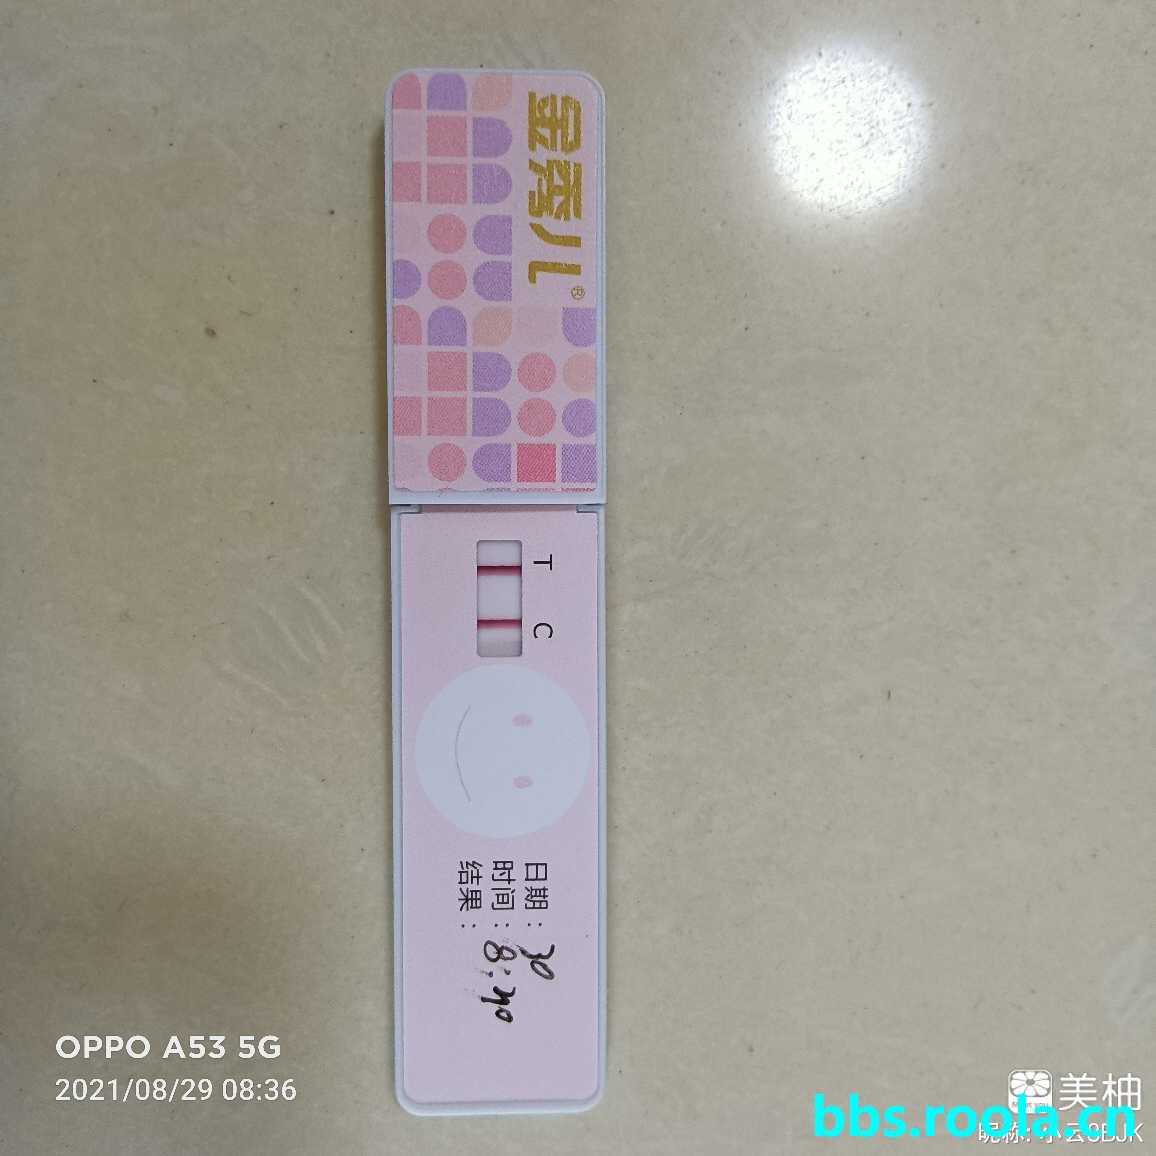 金秀儿®
T C
日期：30
时间：8:40
结果：
OPPO A53 5G
2021/08/29 08:36
美柚
bbs.roola.cn